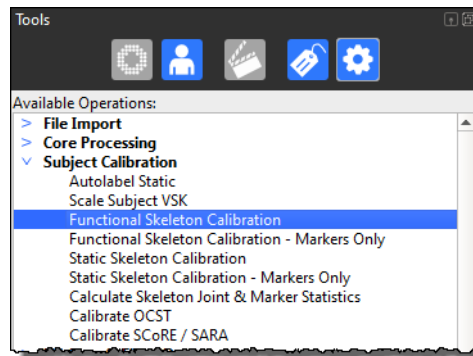 Tools
Available Operations:
> File Import
> Core Processing
Subject Calibration
Autolabel Static
Scale Subject VSK
Functional Skeleton Calibration
Functional Skeleton Calibration - Markers Only
Static Skeleton Calibration
Static Skeleton Calibration - Markers Only
Calculate Skeleton Joint & Marker Statistics
Calibrate OCST
Calibrate SCoRE / SARA